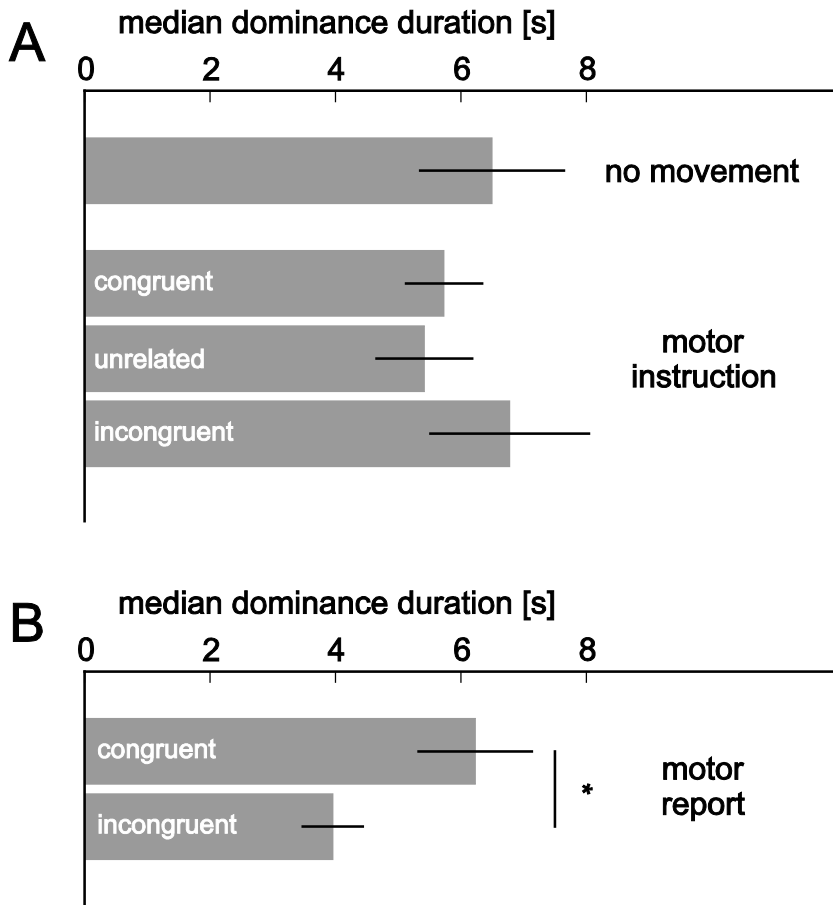 A
median dominance duration [s]
0 2 4 6 8
no movement
congruent
unrelated
incongruent
motor
instruction
B
median dominance duration [s]
0 2 4 6 8
congruent
incongruent
*
motor
report